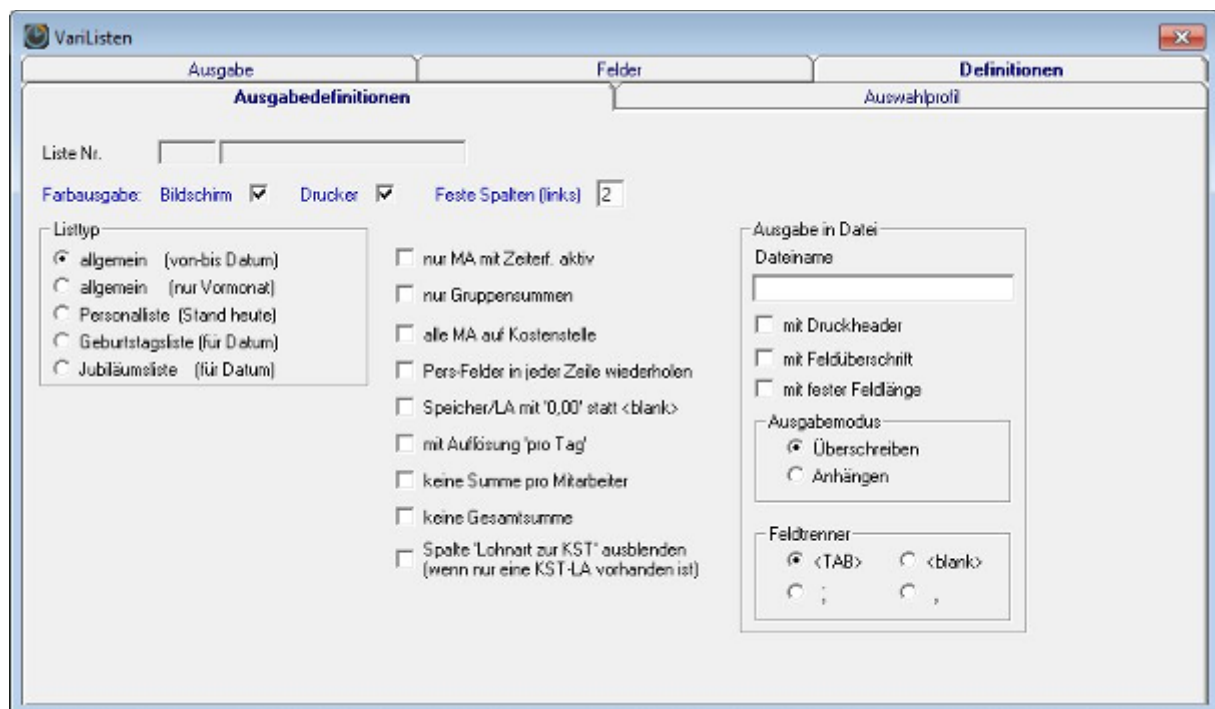 VariListen
Ausgabe Felder Definitionen
Ausgabedefinitionen Auswahlprofil
Liste Nr.
Farbausgabe: Bildschirm Drucker Feste Spalten (links) 2
Listtyp
allgemein (von-bis Datum)
allgemein (nur Vormonat)
Personalliste (Stand heute)
Geburtstagsliste (für Datum)
Jubiläumsliste (für Datum)
nur MA mit Zeiterf. aktiv
nur Gruppensummen
alle MA auf Kostenstelle
Pers-Felder in jeder Zeile wiederholen
Speicher/LA mit '0,00' statt <blank>
mit Auflösung 'pro Tag'
keine Summe pro Mitarbeiter
keine Gesamtsumme
Spalte 'Lohnart zur KST' ausblenden
(wenn nur eine KST-LA vorhanden ist)
Ausgabe in Datei
Dateiname
mit Druckheader
mit Feldüberschrift
mit fester Feldlänge
Ausgabemodus
Überschreiben
Anhängen
Feldtrenner
<TAB> <blank>
; ,